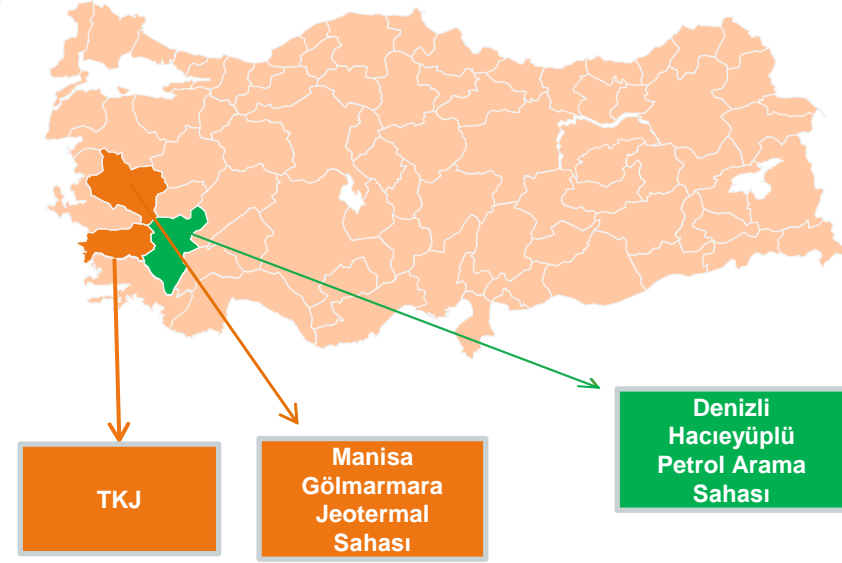 TKJ
Manisa
Gölmarmara
Jeotermal
Sahası
Denizli
Hacıeyüplü
Petrol Arama
Sahası